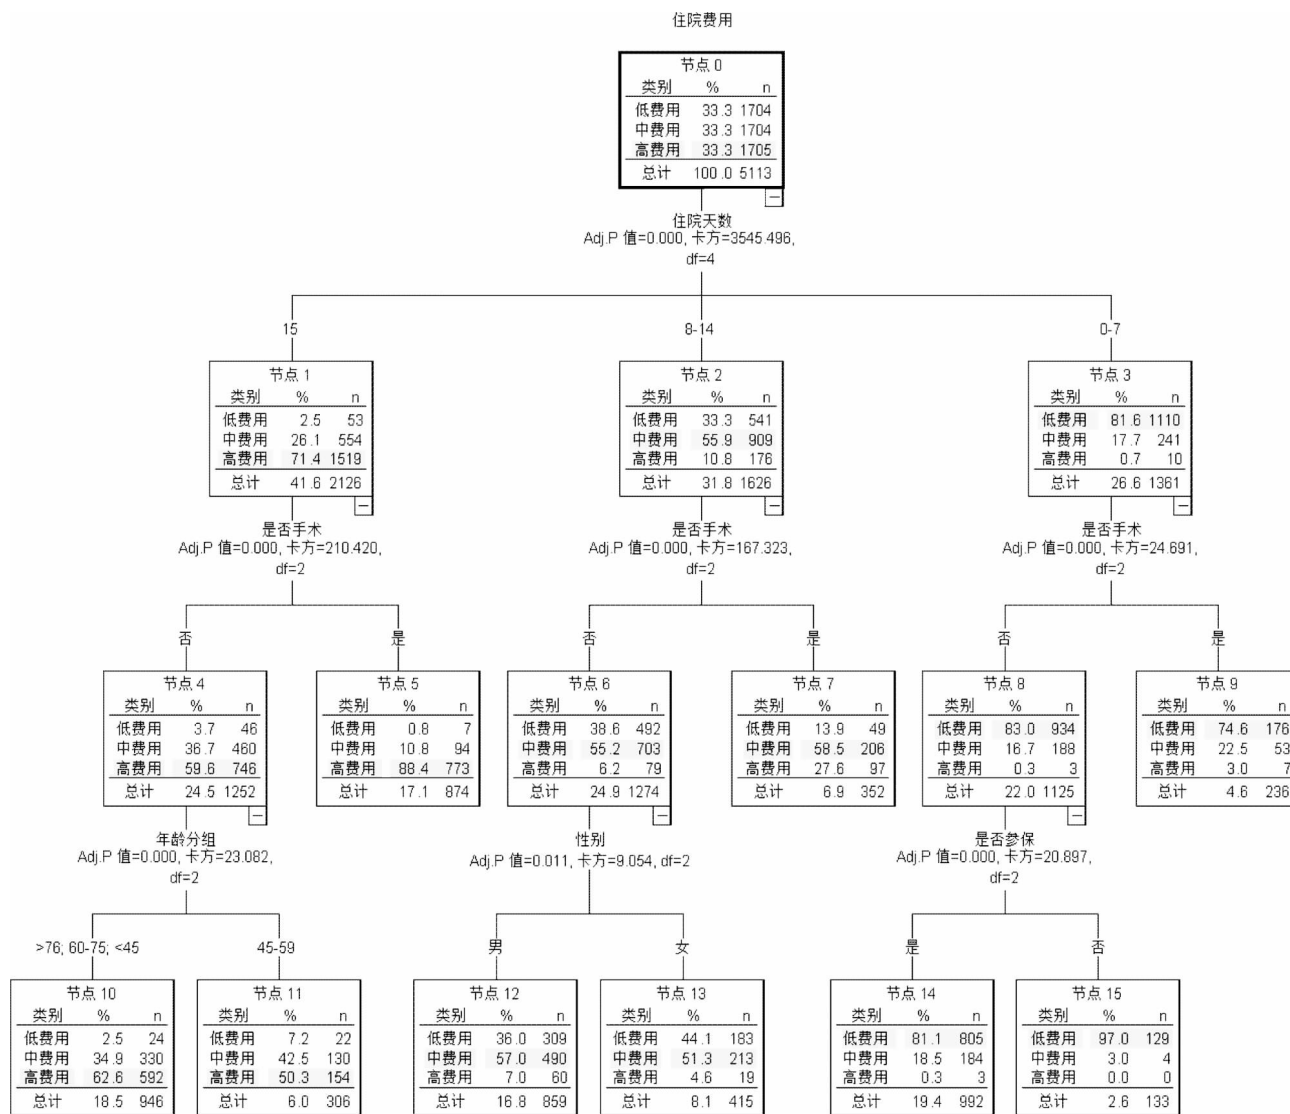 住院费用
节点 0
类别 % n
低费用 33.3 1704
中费用 33.3 1704
高费用 33.3 1705
总计 100.0 5113
住院天数
Adj.P 值=0.000, 卡方=3545.496,
df=4
15
8-14
0-7
节点 1
类别 % n
低费用 2.5 53
中费用 26.1 554
高费用 71.4 1519
总计 41.6 2126
是否手术
Adj.P 值=0.000, 卡方=210.420,
df=2
节点 2
类别 % n
低费用 33.3 541
中费用 55.9 909
高费用 10.8 176
总计 31.8 1626
是否手术
Adj.P 值=0.000, 卡方=167.323,
df=2
节点 3
类别 % n
低费用 81.6 1110
中费用 17.7 241
高费用 0.7 10
总计 26.6 1361
是否手术
Adj.P 值=0.000, 卡方=24.691,
df=2
否
是
否
是
否
是
节点 4
类别 % n
低费用 3.7 46
中费用 36.7 460
高费用 59.6 746
总计 24.5 1252
年龄分组
Adj.P 值=0.000, 卡方=23.082,
df=2
节点 5
类别 % n
低费用 0.8 7
中费用 10.8 94
高费用 88.4 773
总计 17.1 874
节点 6
类别 % n
低费用 38.6 492
中费用 55.2 703
高费用 6.2 79
总计 24.9 1274
性别
Adj.P 值=0.011, 卡方=9.054, df=2
节点 7
类别 % n
低费用 13.9 49
中费用 58.5 206
高费用 27.6 97
总计 6.9 352
节点 8
类别 % n
低费用 83.0 934
中费用 16.7 188
高费用 0.3 3
总计 22.0 1125
是否参保
Adj.P 值=0.000, 卡方=20.897,
df=2
节点 9
类别 % n
低费用 74.6 176
中费用 22.5 53
高费用 3.0 7
总计 4.6 236
>76; 60-75; <45
45-59
男
女
是
否
节点 10
类别 % n
低费用 2.5 24
中费用 34.9 330
高费用 62.6 592
总计 18.5 946
节点 11
类别 % n
低费用 7.2 22
中费用 42.5 130
高费用 50.3 154
总计 6.0 306
节点 12
类别 % n
低费用 36.0 309
中费用 57.0 490
高费用 7.0 60
总计 16.8 859
节点 13
类别 % n
低费用 44.1 183
中费用 51.3 213
高费用 4.6 19
总计 8.1 415
节点 14
类别 % n
低费用 81.1 805
中费用 18.5 184
高费用 0.3 3
总计 19.4 992
节点 15
类别 % n
低费用 97.0 129
中费用 3.0 4
高费用 0.0 0
总计 2.6 133